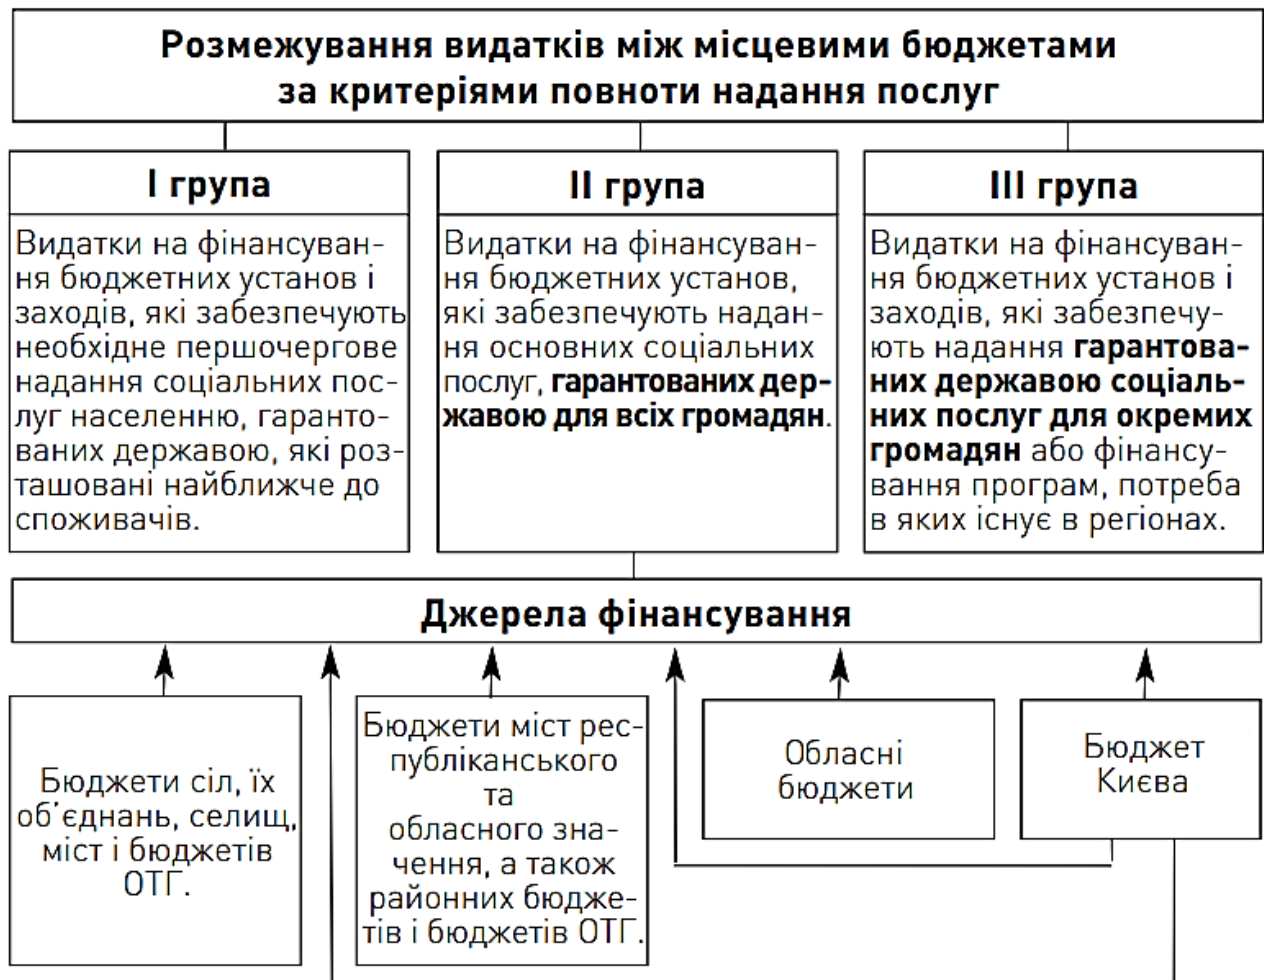 Розмежування видатків між місцевими бюджетами
за критеріями повноти надання послуг
І група
Видатки на фінансуван-
ня бюджетних установ і
заходів, які забезпечують
необхідне першочергове
надання соціальних пос-
луг населенню, гаранто-
ваних державою, які роз-
ташовані найближче до
споживачів.
ІІ група
Видатки на фінансуван-
ня бюджетних установ,
які забезпечують надан-
ня основних соціальних
послуг, гарантованих дер-
жавою для всіх громадян.
ІІІ група
Видатки на фінансуван-
ня бюджетних установ і
заходів, які забезпечу-
ють надання гарантова-
них державою соціаль-
них послуг для окремих
громадян або фінансу-
вання програм, потреба
в яких існує в регіонах.
Джерела фінансування
Бюджети сіл, їх
об'єднань, селищ,
міст і бюджетів
ОТГ.
Бюджети міст рес-
публіканського
та
обласного зна-
чення, а також
районних бюдже-
тів і бюджетів ОТГ.
Обласні
бюджети
Бюджет
Києва